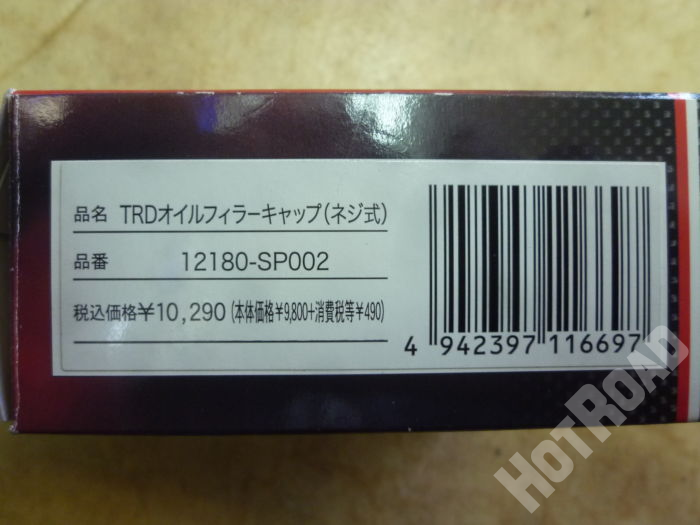 品名 TRDオイルフィラーキャップ(ネジ式)
品番 12180-SP002
税込価格¥10,290(本体価格¥9,800+消費税等¥490)
4 942397 116697
HOTROAD